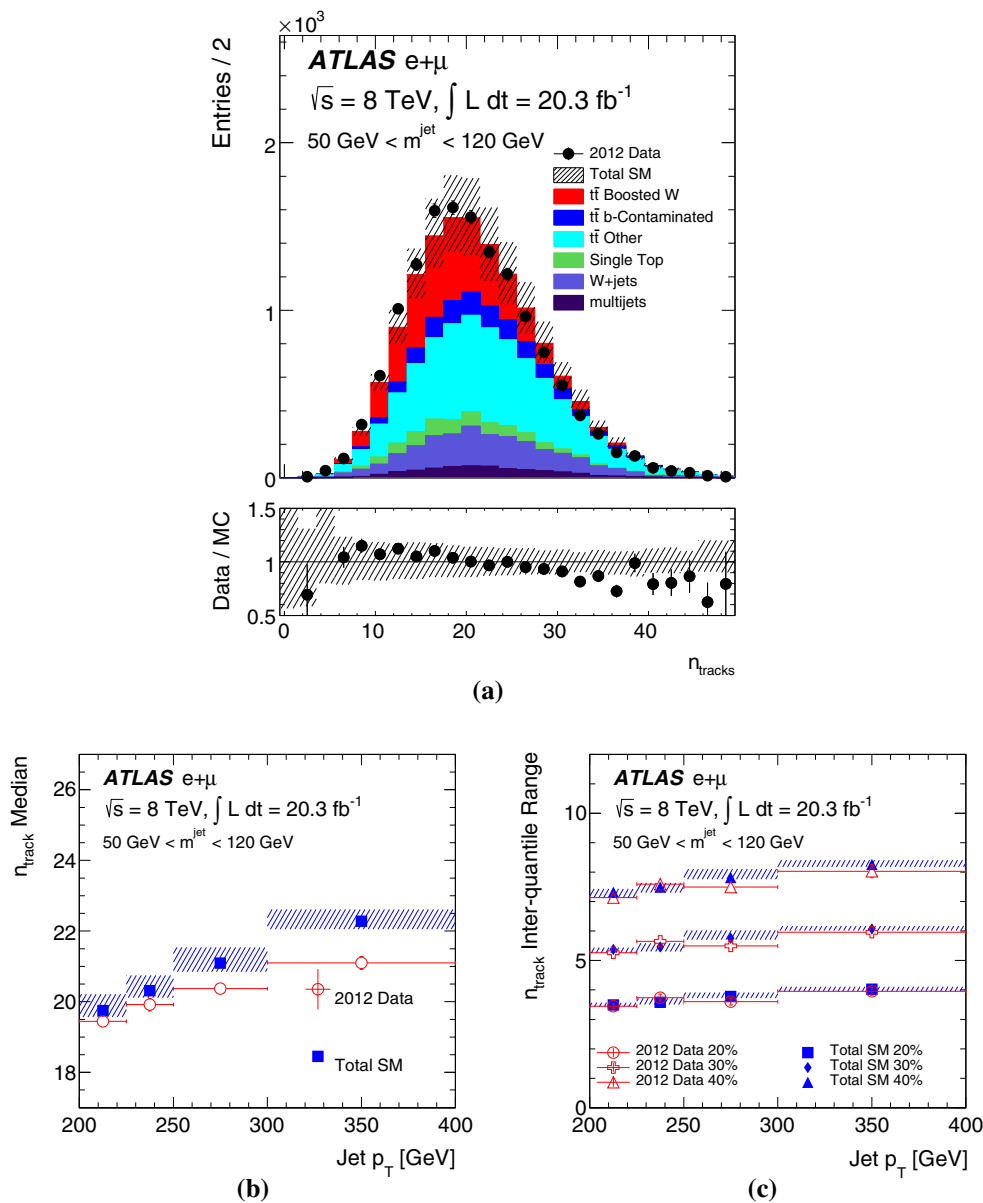 ×10³
Entries / 2
ATLAS e+μ
√s = 8 TeV, ∫ L dt = 20.3 fb⁻¹
50 GeV < m^jet < 120 GeV
2012 Data
Total SM
tt̄ Boosted W
tt̄ b-Contaminated
tt̄ Other
Single Top
W+jets
multijets
2
1
0
Data / MC
1.5
1
0.5
0 10 20 30 40
n_tracks
(a)
n_track Median
26
24
22
20
18
ATLAS e+μ
√s = 8 TeV, ∫ L dt = 20.3 fb⁻¹
50 GeV < m^jet < 120 GeV
2012 Data
Total SM
200 250 300 350 400
Jet p_T [GeV]
(b)
n_track Inter-quantile Range
10
5
0
ATLAS e+μ
√s = 8 TeV, ∫ L dt = 20.3 fb⁻¹
50 GeV < m^jet < 120 GeV
2012 Data 20%
2012 Data 30%
2012 Data 40%
Total SM 20%
Total SM 30%
Total SM 40%
200 250 300 350 400
Jet p_T [GeV]
(c)